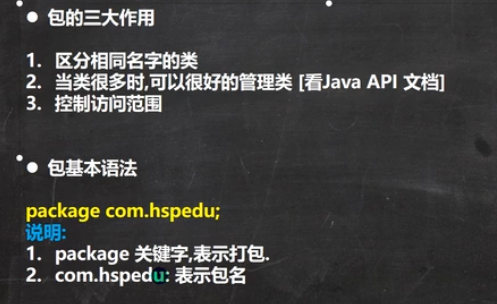 ● 包的三大作用
1. 区分相同名字的类
2. 当类很多时,可以很好的管理类 [看Java API 文档]
3. 控制访问范围
● 包基本语法
package com.hspedu;
说明:
1. package 关键字,表示打包.
2. com.hspedu: 表示包名